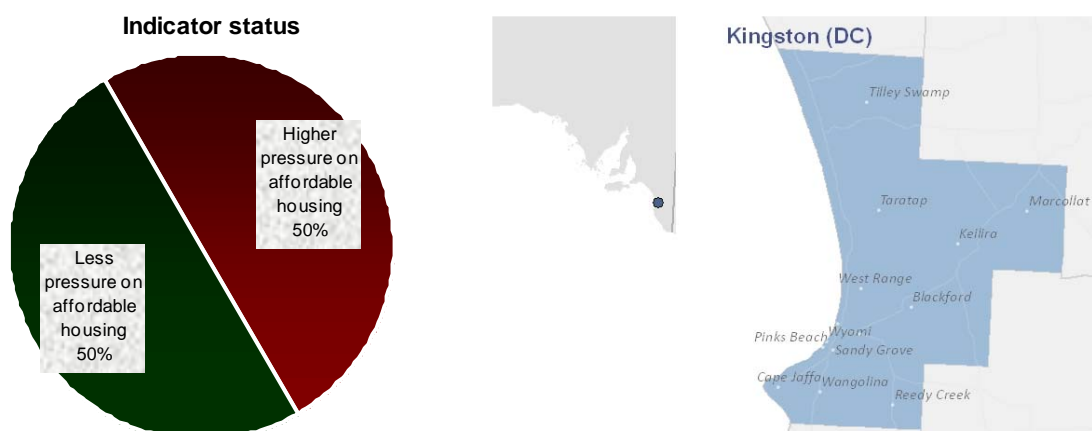 Indicator status
Higher
pressure on
affordable
housing
50%
Less
pressure on
affordable
housing
50%
Kingston (DC)
Tilley Swamp
Taratap
Marcollat
Keilira
West Range
Blackford
Wyomi
Pinks Beach
Sandy Grove
Cape Jaffa
Wangolina
Reedy Creek